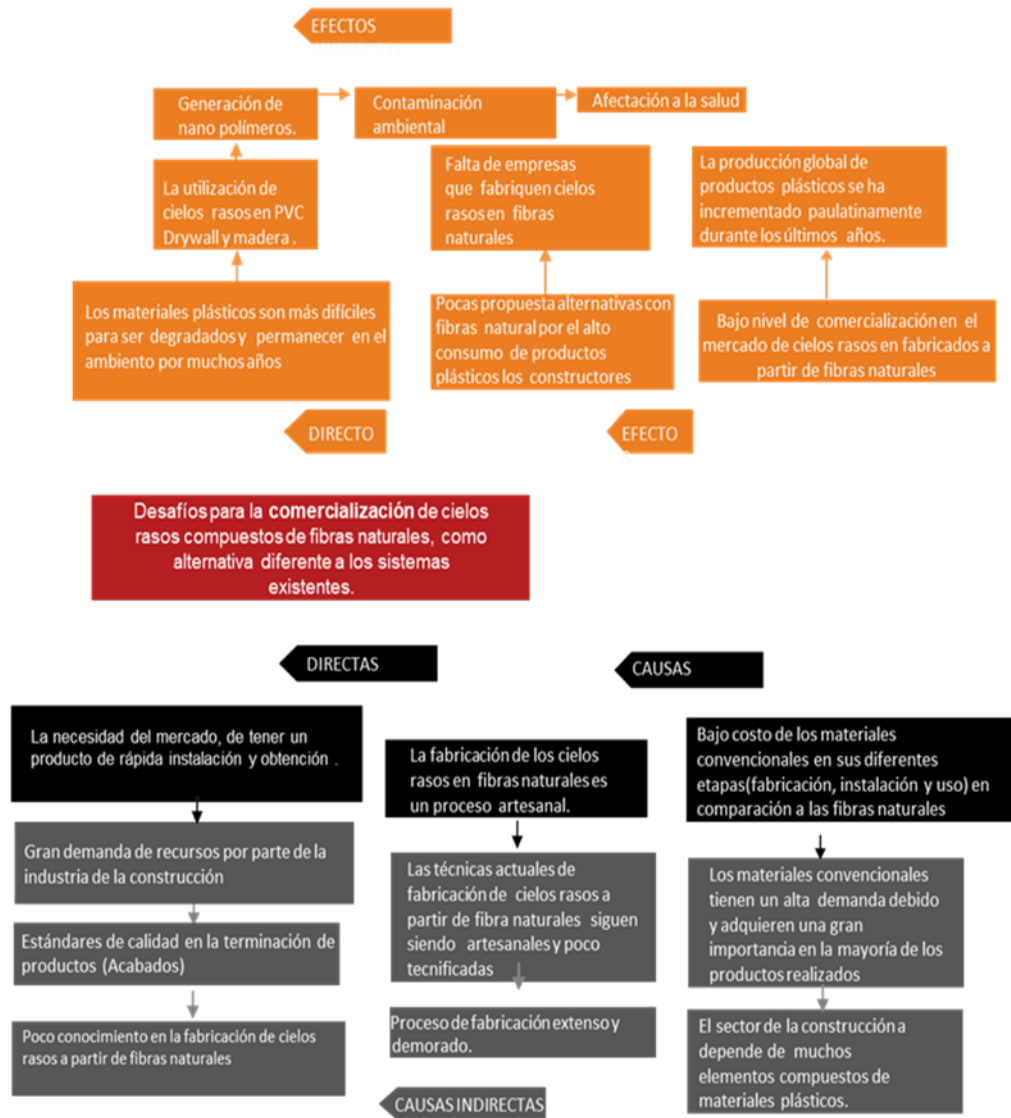 EFECTOS
Generación de
nano polímeros.
Contaminación
ambiental
Afectación a la salud
La utilización de
cielos rasos en PVC
Drywall y madera .
Falta de empresas
que fabriquen cielos
rasos en fibras
naturales
La producción global de
productos plásticos se ha
incrementado paulatinamente
durante los últimos años.
Los materiales plásticos son más difíciles
para ser degradados y permanecer en el
ambiente por muchos años
Pocas propuesta alternativas con
fibras natural por el alto
consumo de productos
plásticos los constructores
Bajo nivel de comercialización en el
mercado de cielos rasos en fabricados a
partir de fibras naturales
DIRECTO
EFECTO
Desafíos para la comercialización de cielos
rasos compuestos de fibras naturales, como
alternativa diferente a los sistemas
existentes.
DIRECTAS
CAUSAS
La necesidad del mercado, de tener un
producto de rápida instalación y obtención .
La fabricación de los cielos
rasos en fibras naturales es
un proceso artesanal.
Bajo costo de los materiales
convencionales en sus diferentes
etapas(fabricación, instalación y uso) en
comparación a las fibras naturales
Gran demanda de recursos por parte de la
industria de la construcción
Las técnicas actuales de
fabricación de cielos rasos a
partir de fibra naturales siguen
siendo artesanales y poco
tecnificadas
Los materiales convencionales
tienen un alta demanda debido
y adquieren una gran
importancia en la mayoría de los
productos realizados
Estándares de calidad en la terminación de
productos (Acabados)
Poco conocimiento en la fabricación de cielos
rasos a partir de fibras naturales
Proceso de fabricación extenso y
demorado.
El sector de la construcción a
depende de muchos
elementos compuestos de
materiales plásticos.
CAUSAS INDIRECTAS